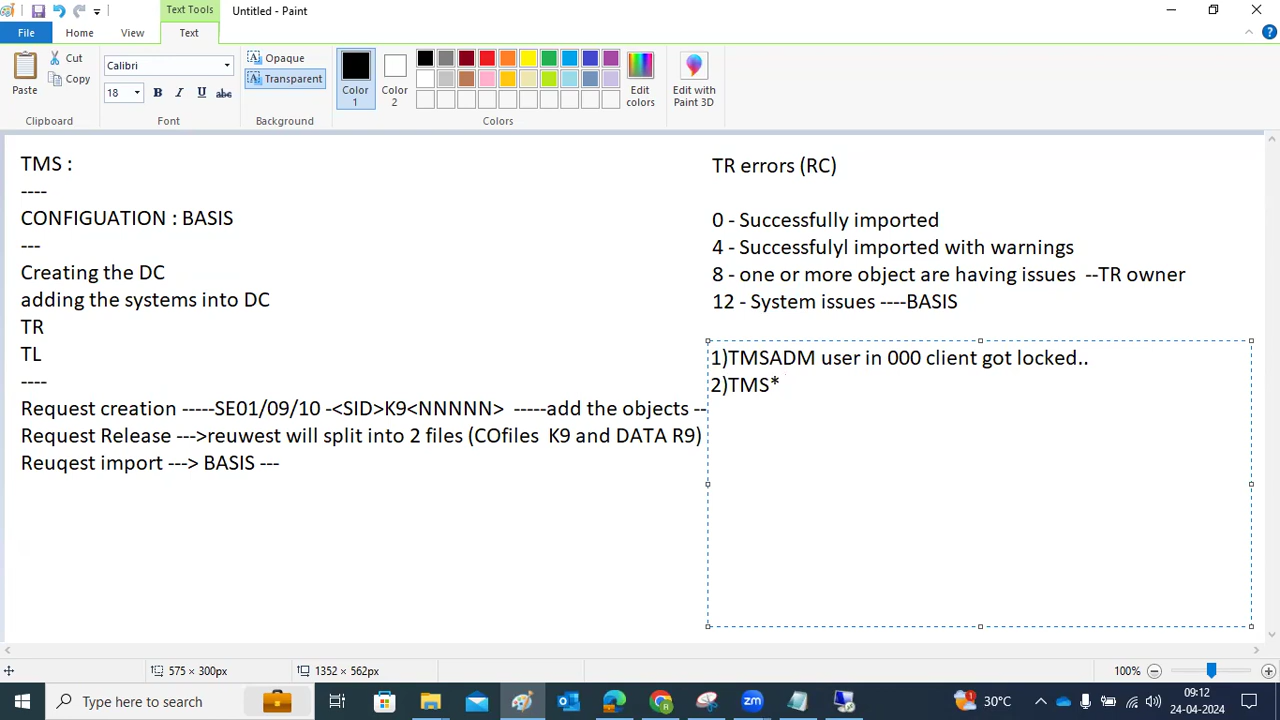 Text Tools
Untitled - Paint
File
Home
View
Text
Paste
Cut
Copy
Clipboard
Calibri
18
B I U abc
Font
Opaque
Transparent
Background
Color 1
Color 2
Edit colors
Colors
Edit with Paint 3D
TMS :
----
CONFIGUATION : BASIS
---
Creating the DC
adding the systems into DC
TR
TL
----
Request creation -----SE01/09/10 -<SID>K9<NNNNN> -----add the objects --
Request Release --->reuwest will split into 2 files (COfiles K9 and DATA R9)
Reuqest import ---> BASIS ---
TR errors (RC)
0 - Successfully imported
4 - Successfulyl imported with warnings
8 - one or more object are having issues --TR owner
12 - System issues ----BASIS
1)TMSADM user in 000 client got locked..
2)TMS*
575 × 300px
1352 × 562px
100%
Type here to search
30°C
09:12
24-04-2024